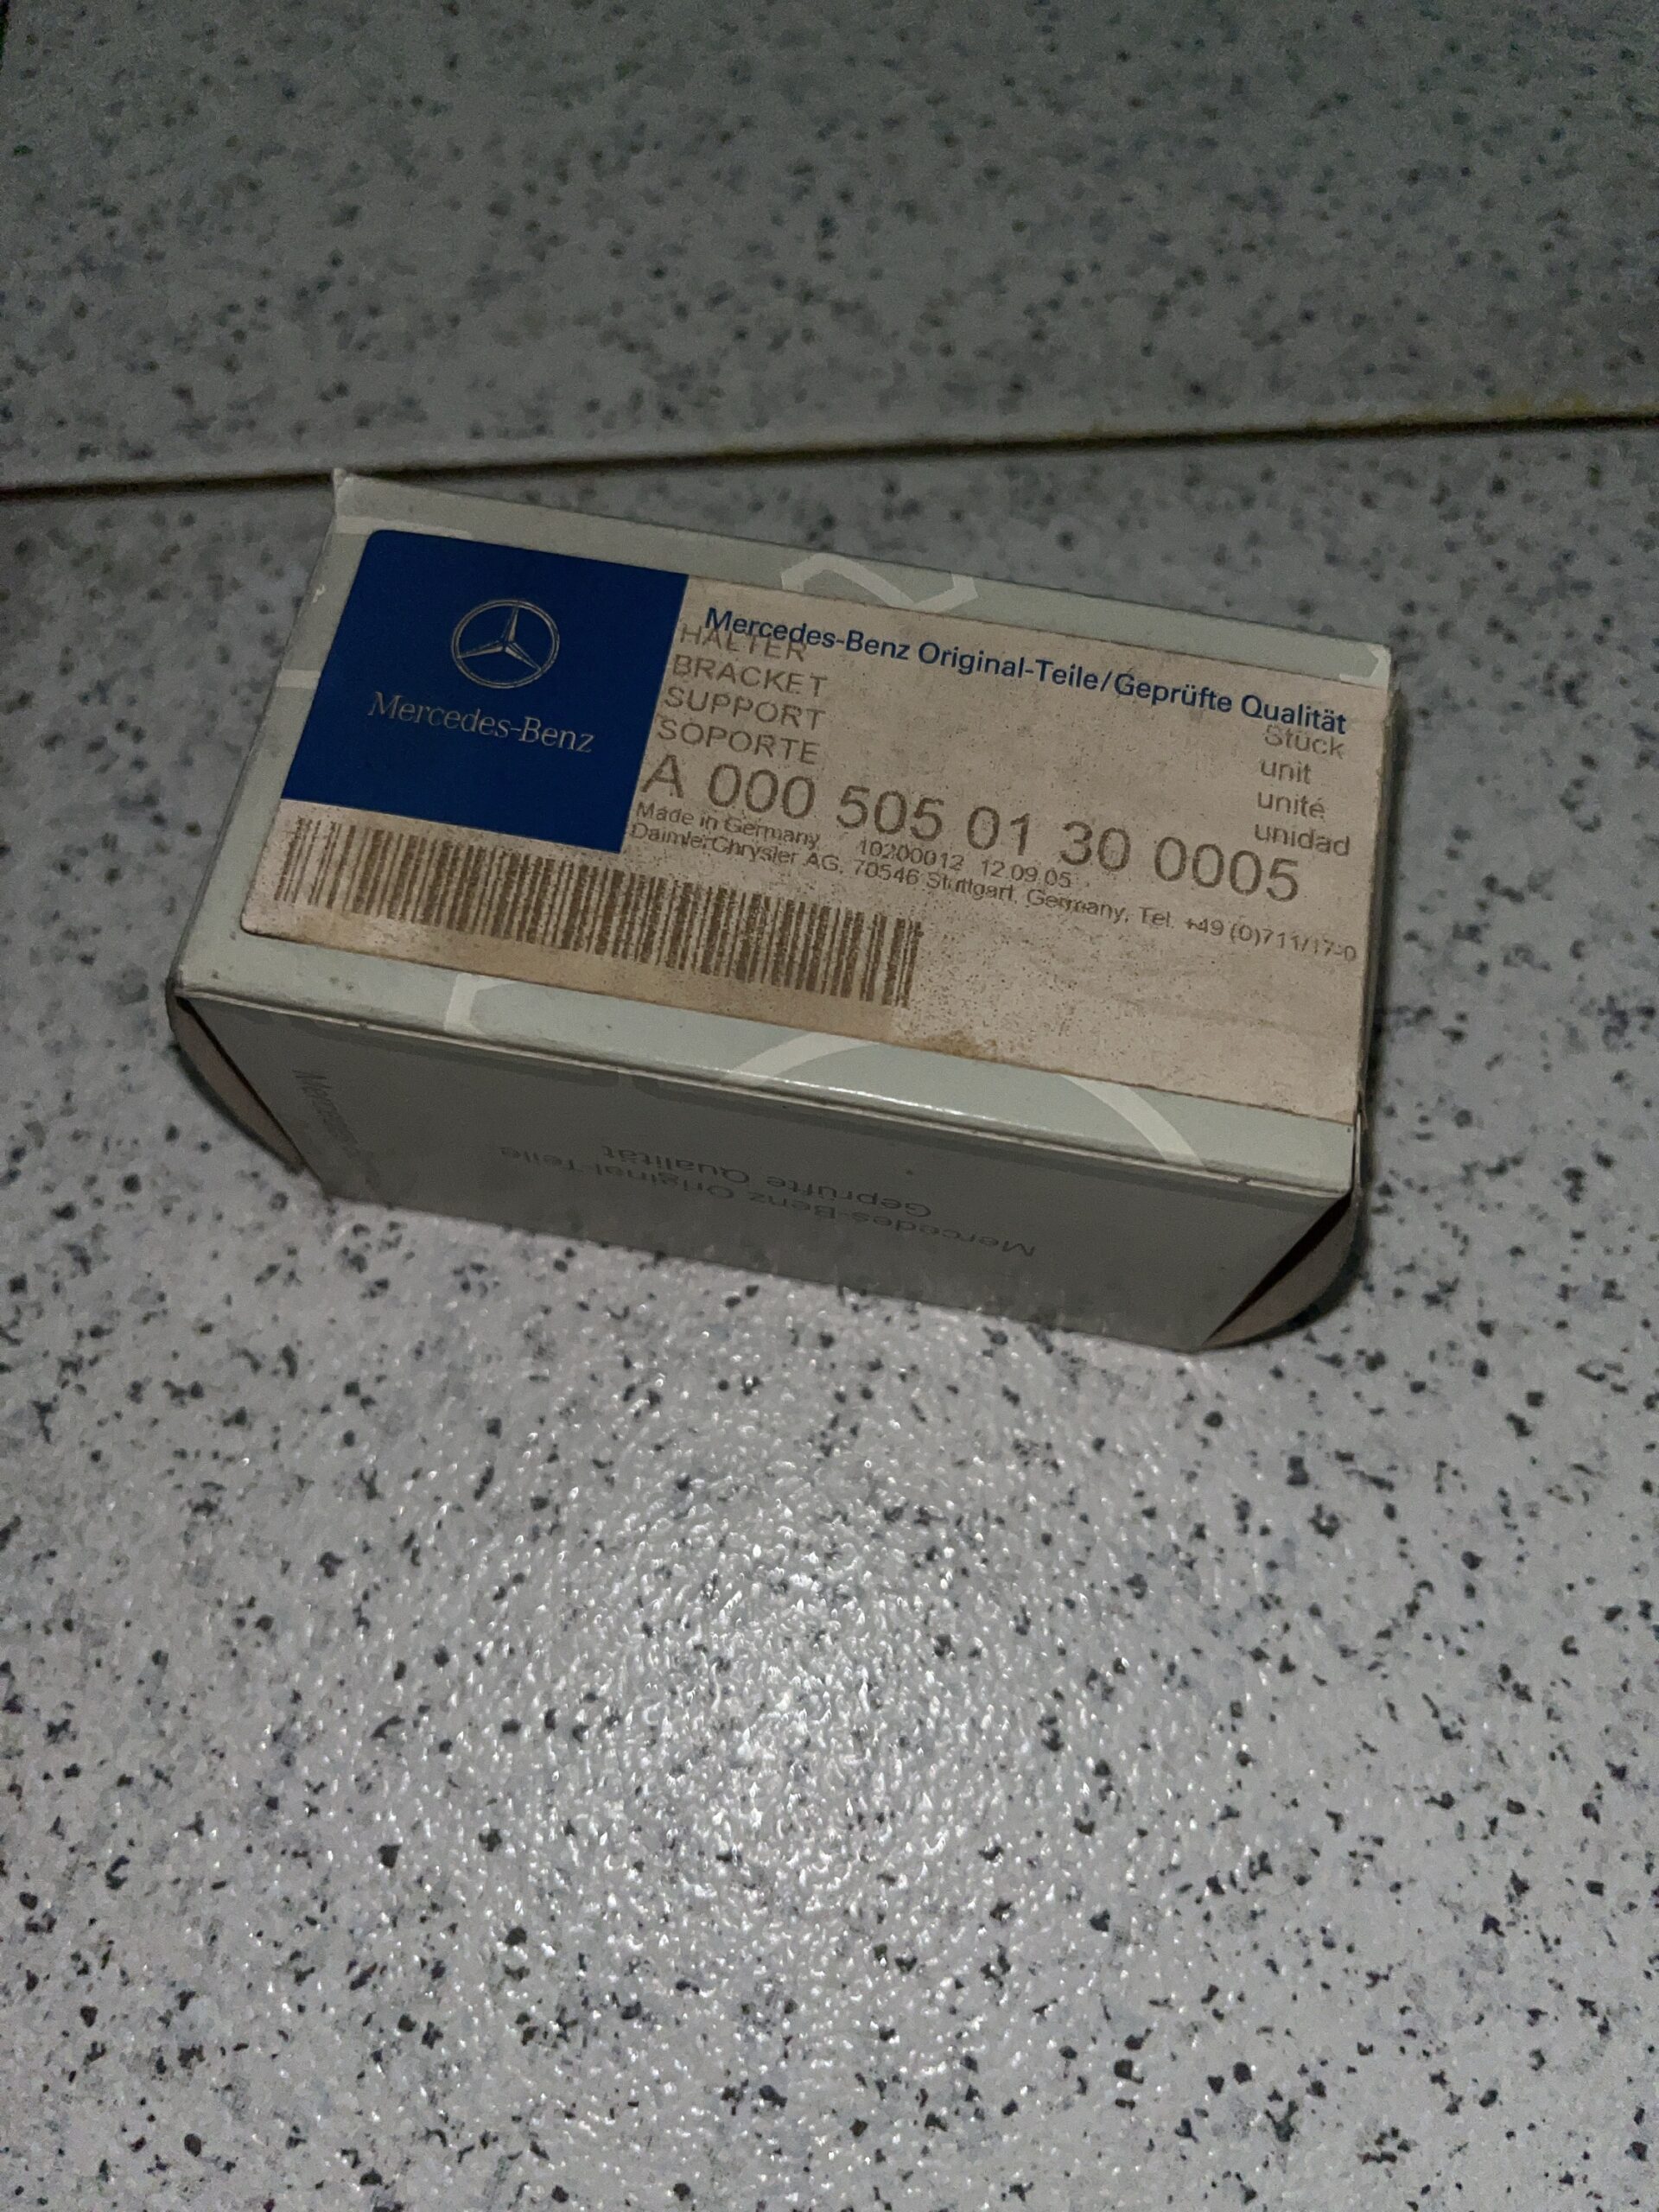 Mercedes-Benz
Mercedes-Benz Original-Teile/Geprüfte Qualität
HALTER
BRACKET
SUPPORT
SOPORTE
Stück
unit
unité
unidad
A 000 505 01 30 0005
Made in Germany 10200012 12.09.05
DaimlerChrysler AG, 70546 Stuttgart, Germany, Tel. +49 (0)711/17-0
Mercedes-Benz Original Teile
Geprüfte Qualität